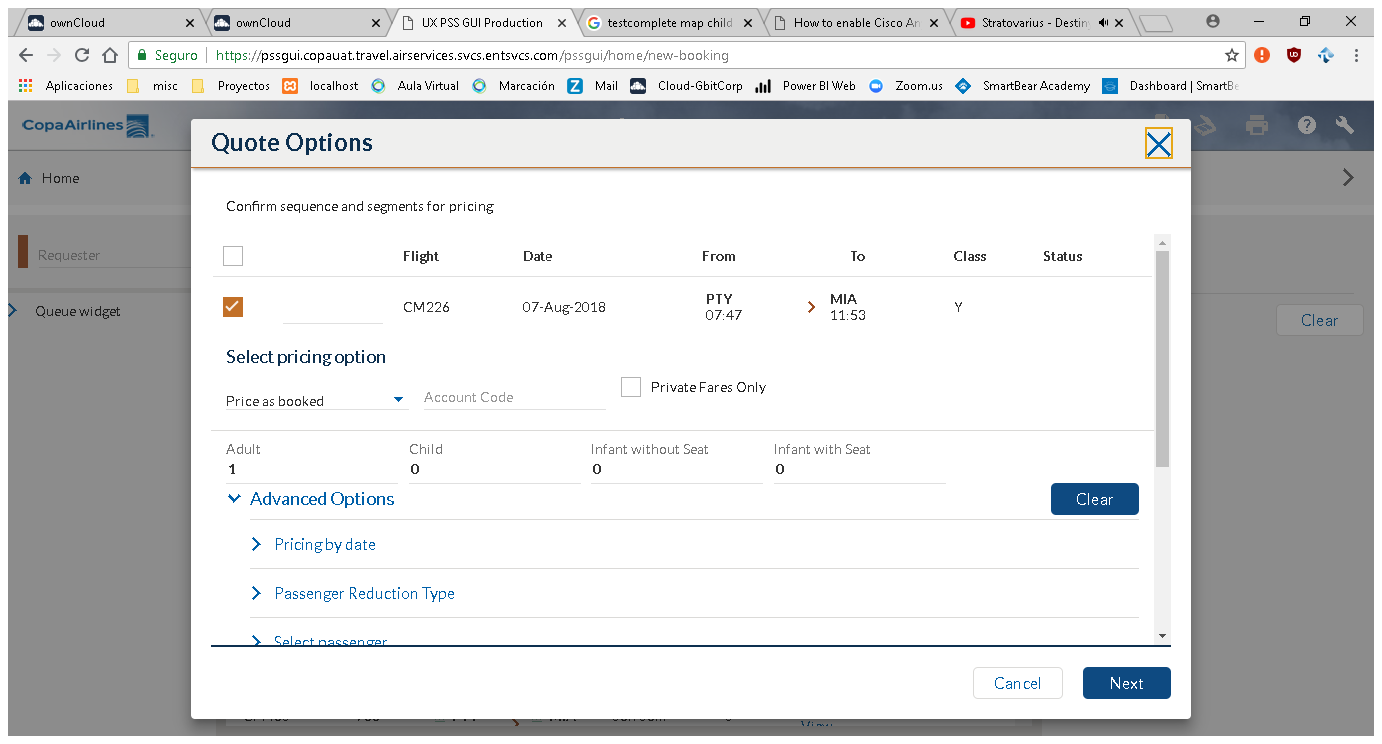 ownCloud
ownCloud
UX PSS GUI Production
testcomplete map child
How to enable Cisco An
Stratovarius - Destin
Seguro
https://pssgui.copauat.travel.airservices.svcs.entsvcs.com/pssgui/home/new-booking
Aplicaciones misc Proyectos localhost Aula Virtual Marcación Mail Cloud-GbitCorp Power BI Web Zoom.us SmartBear Academy Dashboard | SmartBe
CopaAirlines
Quote Options
Home
Requester
Queue widget
Clear
Confirm sequence and segments for pricing
Flight Date From To Class Status
CM226 07-Aug-2018 PTY 07:47 MIA 11:53 Y
Select pricing option
Price as booked Account Code Private Fares Only
Adult Child Infant without Seat Infant with Seat
1 0 0 0
Advanced Options Clear
Pricing by date
Passenger Reduction Type
Select passenger
Cancel Next
View